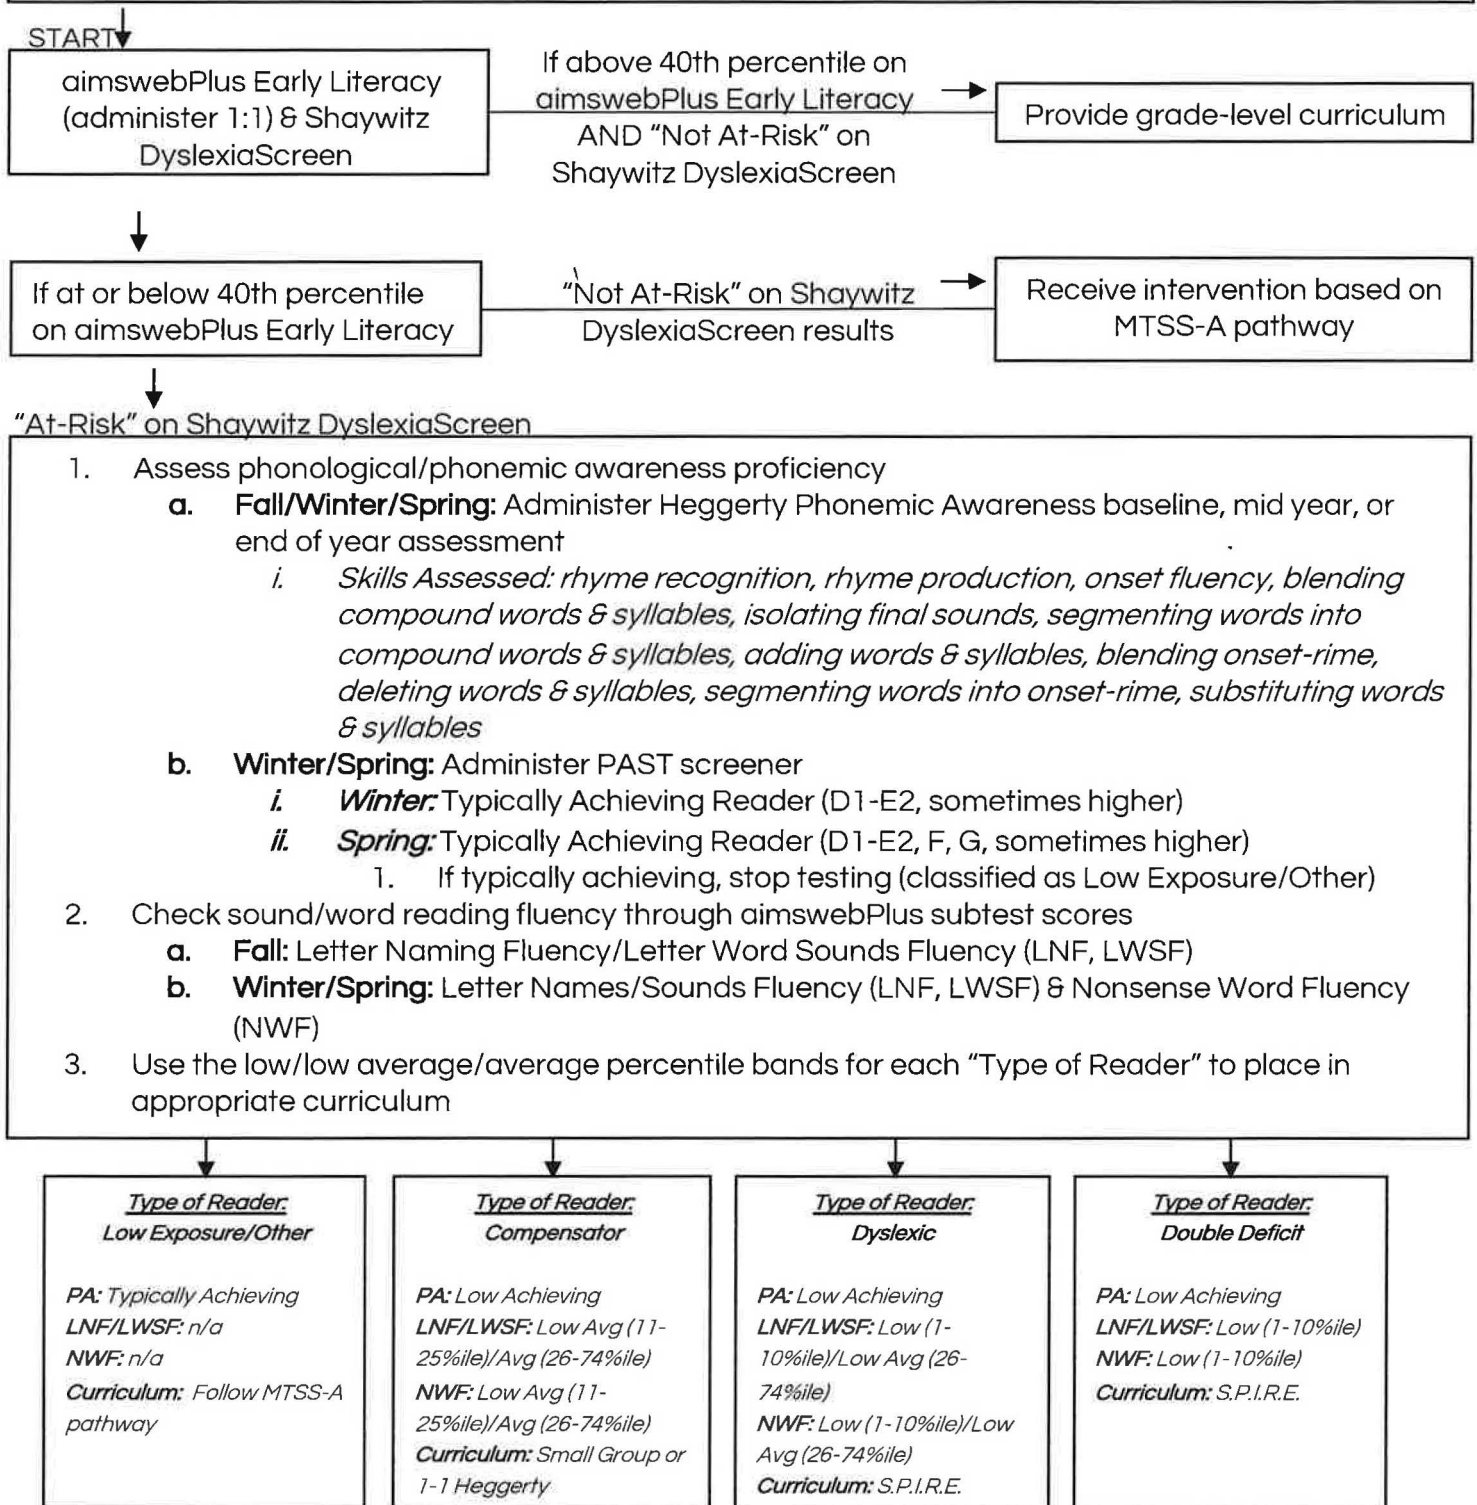 START
aimswebPlus Early Literacy
(administer 1:1) & Shaywitz
DyslexiaScreen
If above 40th percentile on
aimswebPlus Early Literacy
AND “Not At-Risk” on
Shaywitz DyslexiaScreen
Provide grade-level curriculum
If at or below 40th percentile
on aimswebPlus Early Literacy
“Not At-Risk” on Shaywitz
DyslexiaScreen results
Receive intervention based on
MTSS-A pathway
“At-Risk” on Shaywitz DyslexiaScreen
1. Assess phonological/phonemic awareness proficiency
a. Fall/Winter/Spring: Administer Heggerty Phonemic Awareness baseline, mid year, or
end of year assessment
i. Skills Assessed: rhyme recognition, rhyme production, onset fluency, blending
compound words & syllables, isolating final sounds, segmenting words into
compound words & syllables, adding words & syllables, blending onset-rime,
deleting words & syllables, segmenting words into onset-rime, substituting words
& syllables
b. Winter/Spring: Administer PAST screener
i. Winter: Typically Achieving Reader (D1-E2, sometimes higher)
ii. Spring: Typically Achieving Reader (D1-E2, F, G, sometimes higher)
1. If typically achieving, stop testing (classified as Low Exposure/Other)
2. Check sound/word reading fluency through aimswebPlus subtest scores
a. Fall: Letter Naming Fluency/Letter Word Sounds Fluency (LNF, LWSF)
b. Winter/Spring: Letter Names/Sounds Fluency (LNF, LWSF) & Nonsense Word Fluency
(NWF)
3. Use the low/low average/average percentile bands for each “Type of Reader” to place in
appropriate curriculum
Type of Reader:
Low Exposure/Other
PA: Typically Achieving
LNF/LWSF: n/a
NWF: n/a
Curriculum: Follow MTSS-A
pathway
Type of Reader:
Compensator
PA: Low Achieving
LNF/LWSF: Low Avg (11-
25%ile)/Avg (26-74%ile)
NWF: Low Avg (11-
25%ile)/Avg (26-74%ile)
Curriculum: Small Group or
1-1 Heggerty
Type of Reader:
Dyslexic
PA: Low Achieving
LNF/LWSF: Low (1-
10%ile)/Low Avg (26-
74%ile)
NWF: Low (1-10%ile)/Low
Avg (26-74%ile)
Curriculum: S.P.I.R.E.
Type of Reader:
Double Deficit
PA: Low Achieving
LNF/LWSF: Low (1-10%ile)
NWF: Low (1-10%ile)
Curriculum: S.P.I.R.E.